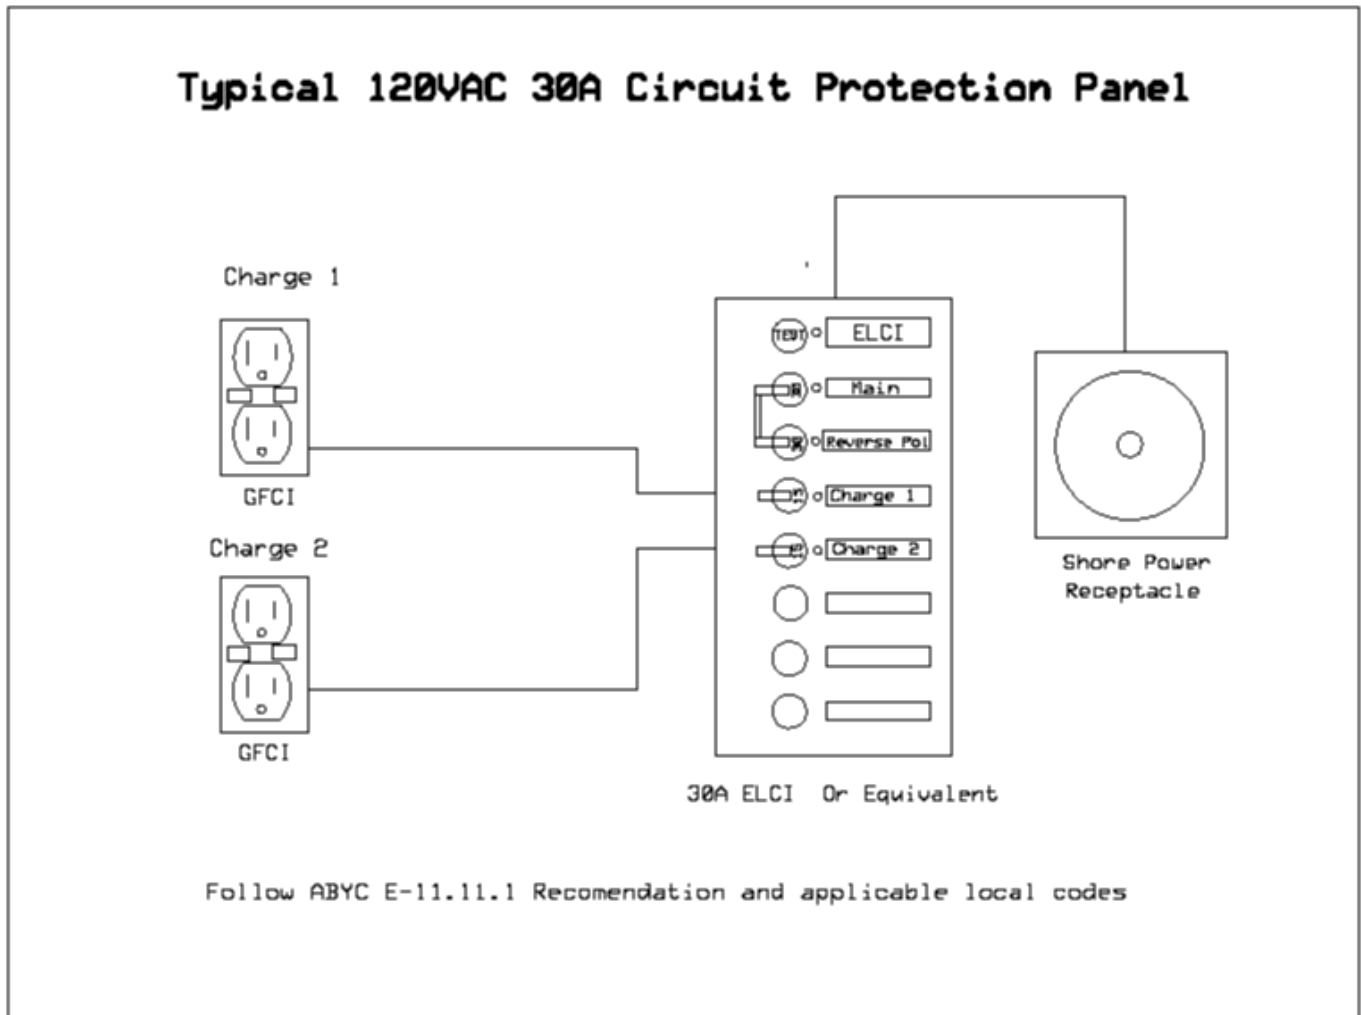 Typical 120VAC 30A Circuit Protection Panel
Charge 1
GFCI
Charge 2
GFCI
TEST
ELCI
Main
Reverse Pol
Charge 1
Charge 2
30A ELCI Or Equivalent
Shore Power
Receptacle
Follow ABYC E-11.11.1 Recomendation and applicable local codes